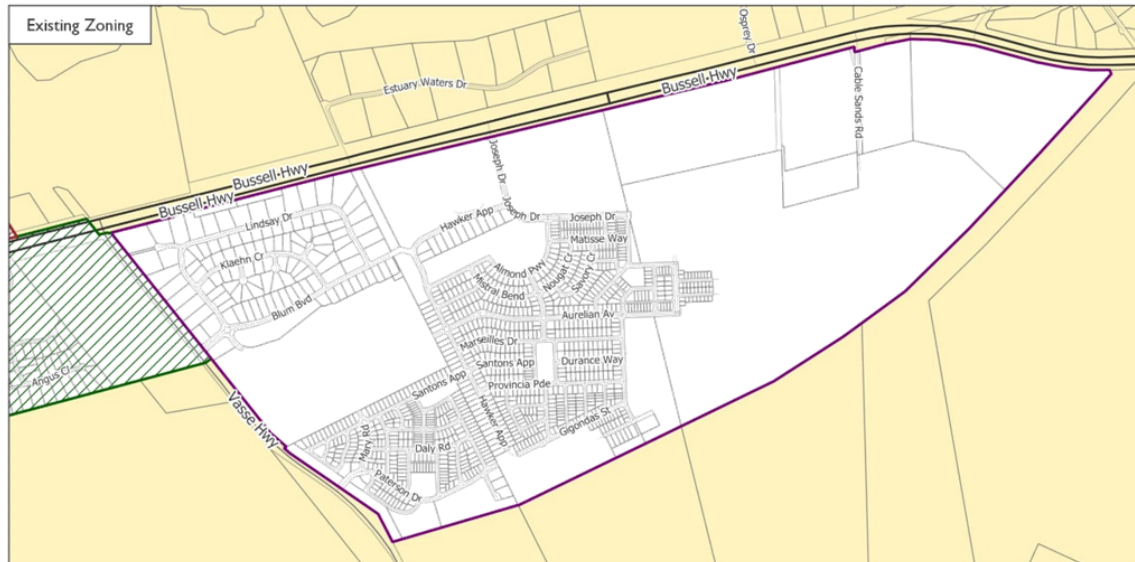 Existing Zoning
Osprey Dr
Estuary Waters Dr
Bussell Hwy
Cable Sands Rd
Joseph Dr
Bussell Hwy
Bussell Hwy
Lindsay Dr
Hawker App
Joseph Dr
Joseph Dr
Matisse Way
Klaehn Cr
Almond Pwy
Nougat Cr
Savory Cr
Mistral Bend
Blum Bvd
Aurelian Av
Marseilles Dr
Santons App
Durance Way
Angus Cl
Santons App
Provincia Pde
Vasse Hwy
Hawker App
Gigondas St
Mary Rd
Daly Rd
Paterson Dr